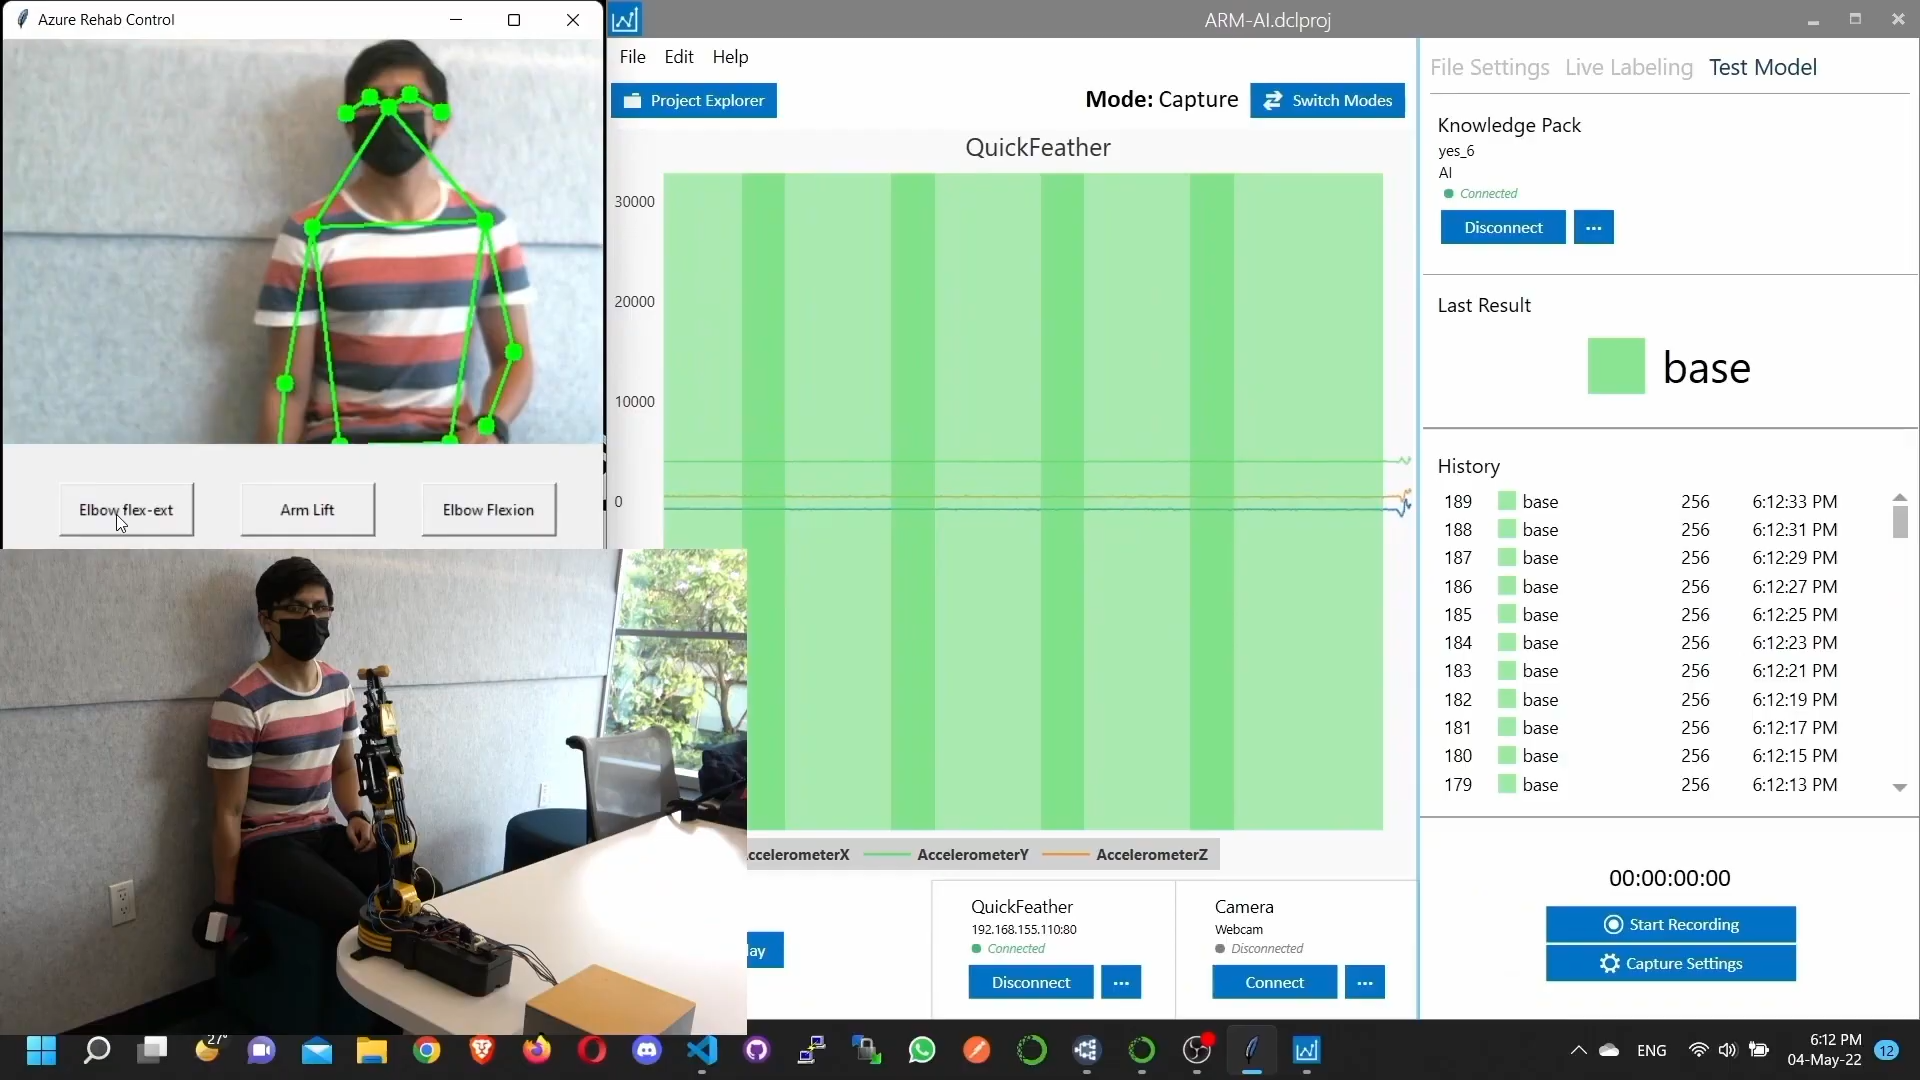 Azure Rehab Control
Elbow flex-ext
Arm Lift
Elbow Flexion
ARM-AI.dclproj
File Edit Help
Project Explorer
Mode: Capture
Switch Modes
QuickFeather
30000
20000
10000
0
ccelerometerX
AccelerometerY
AccelerometerZ
ay
QuickFeather
192.168.155.110:80
Connected
Disconnect
...
Camera
Webcam
Disconnected
Connect
...
File Settings Live Labeling Test Model
Knowledge Pack
yes_6
AI
Connected
Disconnect
...
Last Result
base
History
189 base 256 6:12:33 PM
188 base 256 6:12:31 PM
187 base 256 6:12:29 PM
186 base 256 6:12:27 PM
185 base 256 6:12:25 PM
184 base 256 6:12:23 PM
183 base 256 6:12:21 PM
182 base 256 6:12:19 PM
181 base 256 6:12:17 PM
180 base 256 6:12:15 PM
179 base 256 6:12:13 PM
00:00:00:00
Start Recording
Capture Settings
27°
ENG
6:12 PM
04-May-22
12